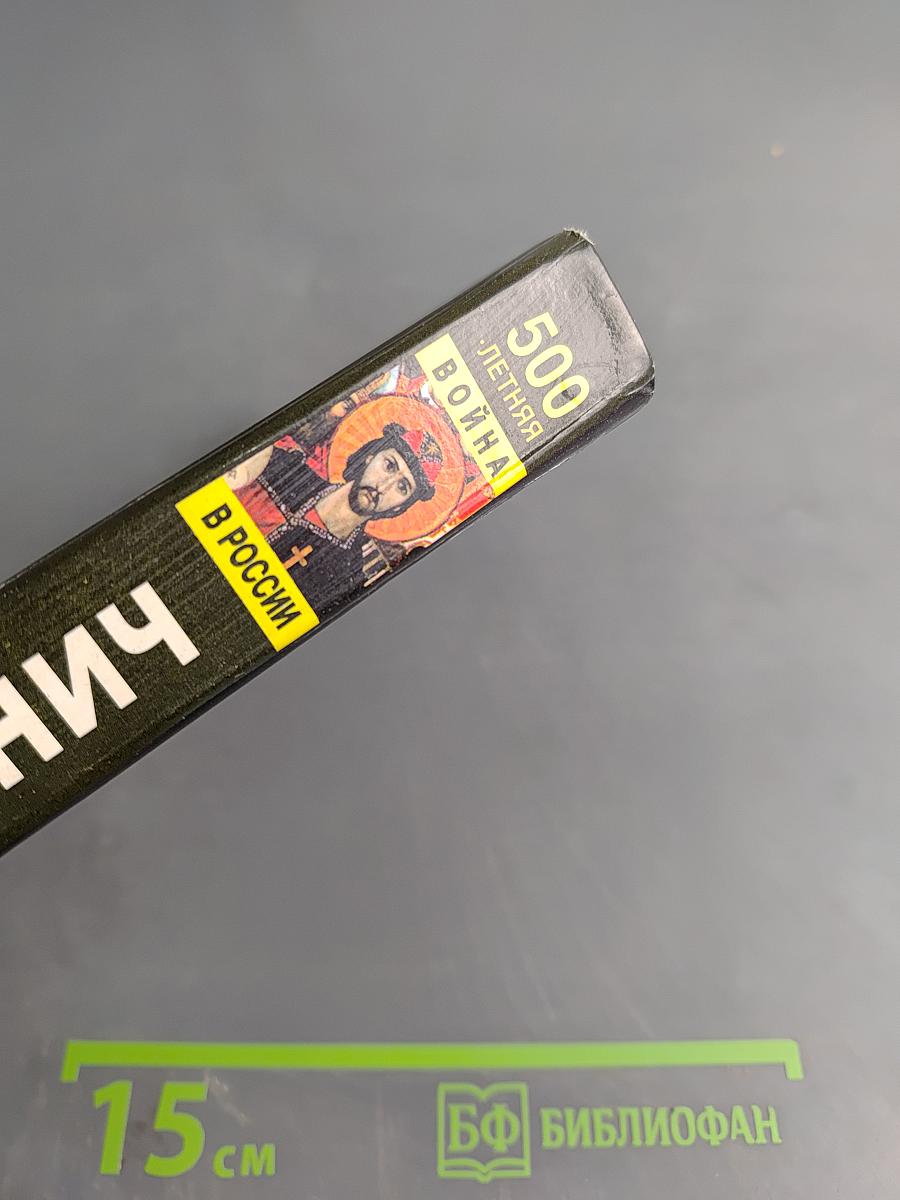 500
-ЛЕТНЯЯ
ВОЙНА
В РОССИИ
НИЧ
15 см
БФ
БИБЛИОФАН